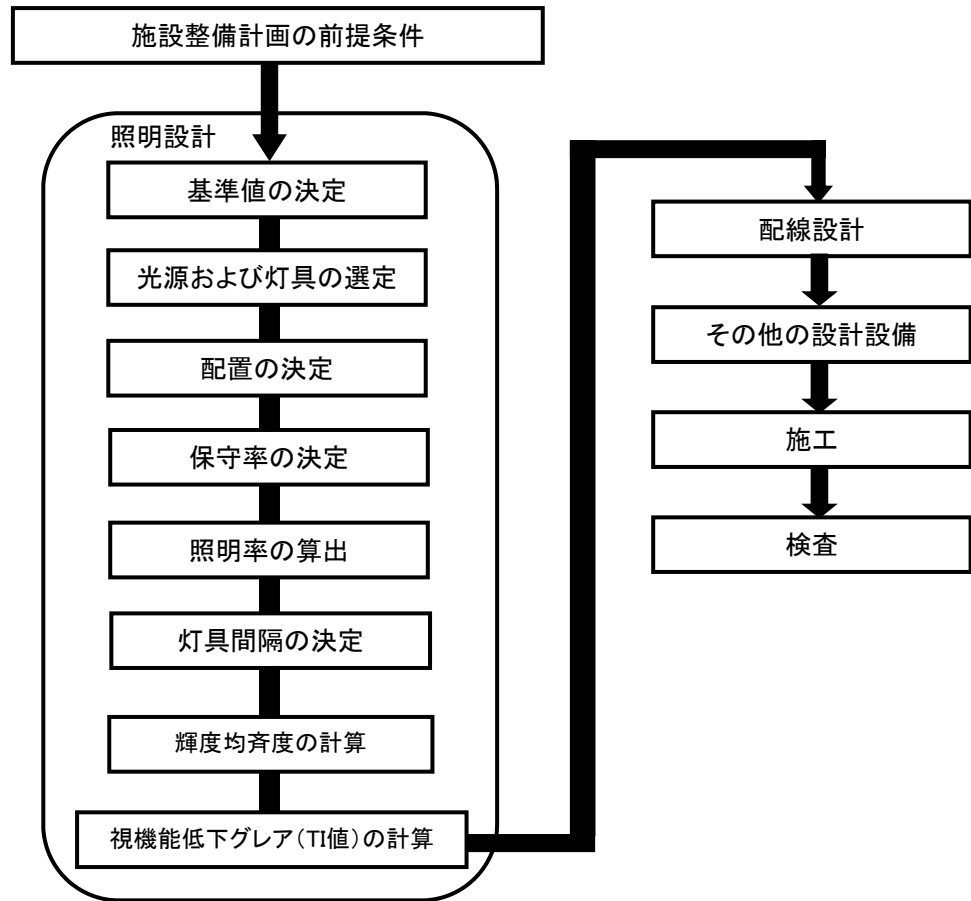 施設整備計画の前提条件
照明設計
基準値の決定
光源および灯具の選定
配置の決定
保守率の決定
照明率の算出
灯具間隔の決定
輝度均斉度の計算
視機能低下グレア(TI値)の計算
配線設計
その他の設計設備
施工
検査